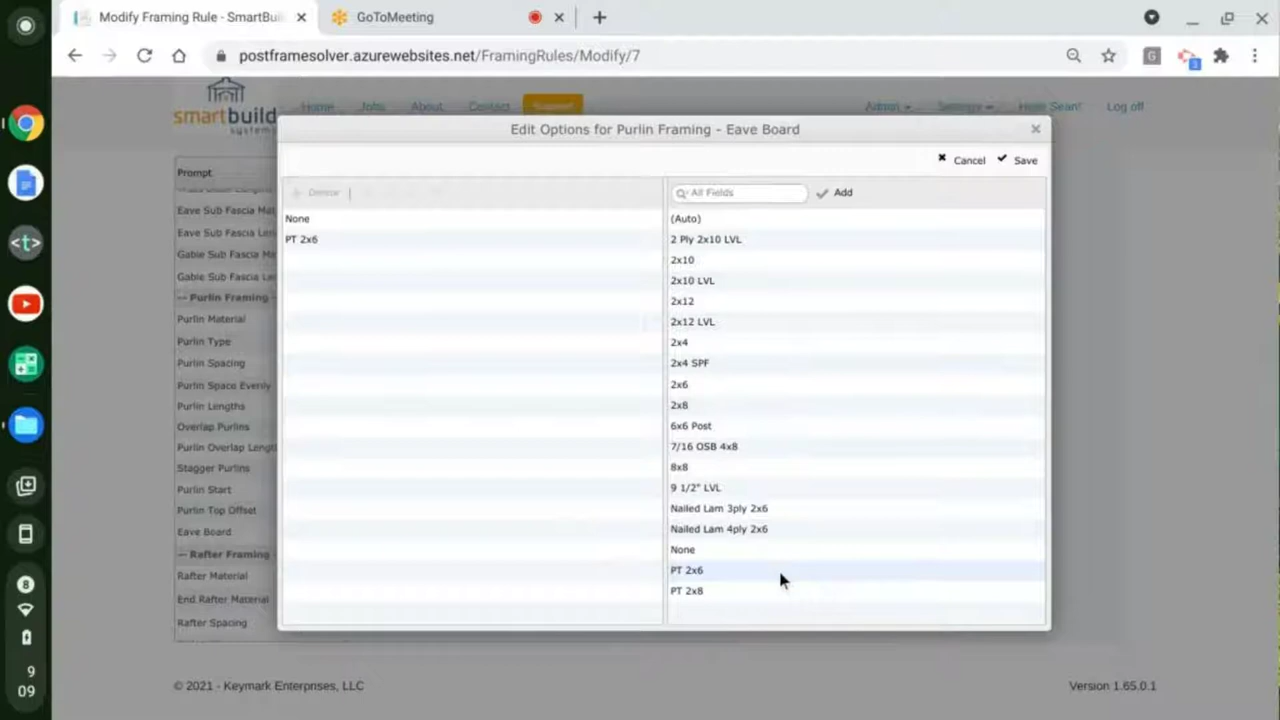 Modify Framing Rule - SmartBuil
GoToMeeting
postframesolver.azurewebsites.net/FramingRules/Modify/7
smartbuild
systems
Home
Jobs
About
Contact
Support
Admin
Settings
Hello Sean!
Log off
Edit Options for Purlin Framing - Eave Board
Cancel
Save
Prompt
Delete
All Fields
Add
Eave Sub Fascia Mat
Eave Sub Fascia Len
Gable Sub Fascia Ma
Gable Sub Fascia Le
-- Purlin Framing -
Purlin Material
Purlin Type
Purlin Spacing
Purlin Space Evenly
Purlin Lengths
Overlap Purlins
Purlin Overlap Lengt
Stagger Purlins
Purlin Start
Purlin Top Offset
Eave Board
-- Rafter Framing
Rafter Material
End Rafter Material
Rafter Spacing
None
PT 2x6
(Auto)
2 Ply 2x10 LVL
2x10
2x10 LVL
2x12
2x12 LVL
2x4
2x4 SPF
2x6
2x8
6x6 Post
7/16 OSB 4x8
8x8
9 1/2" LVL
Nailed Lam 3ply 2x6
Nailed Lam 4ply 2x6
None
PT 2x6
PT 2x8
8
9
09
© 2021 - Keymark Enterprises, LLC
Version 1.65.0.1